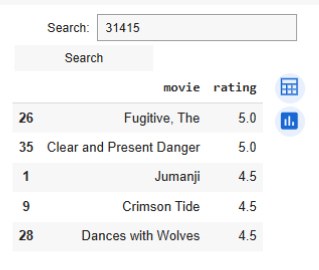 Search: 31415
Search
movie rating
26 Fugitive, The 5.0
35 Clear and Present Danger 5.0
1 Jumanji 4.5
9 Crimson Tide 4.5
28 Dances with Wolves 4.5